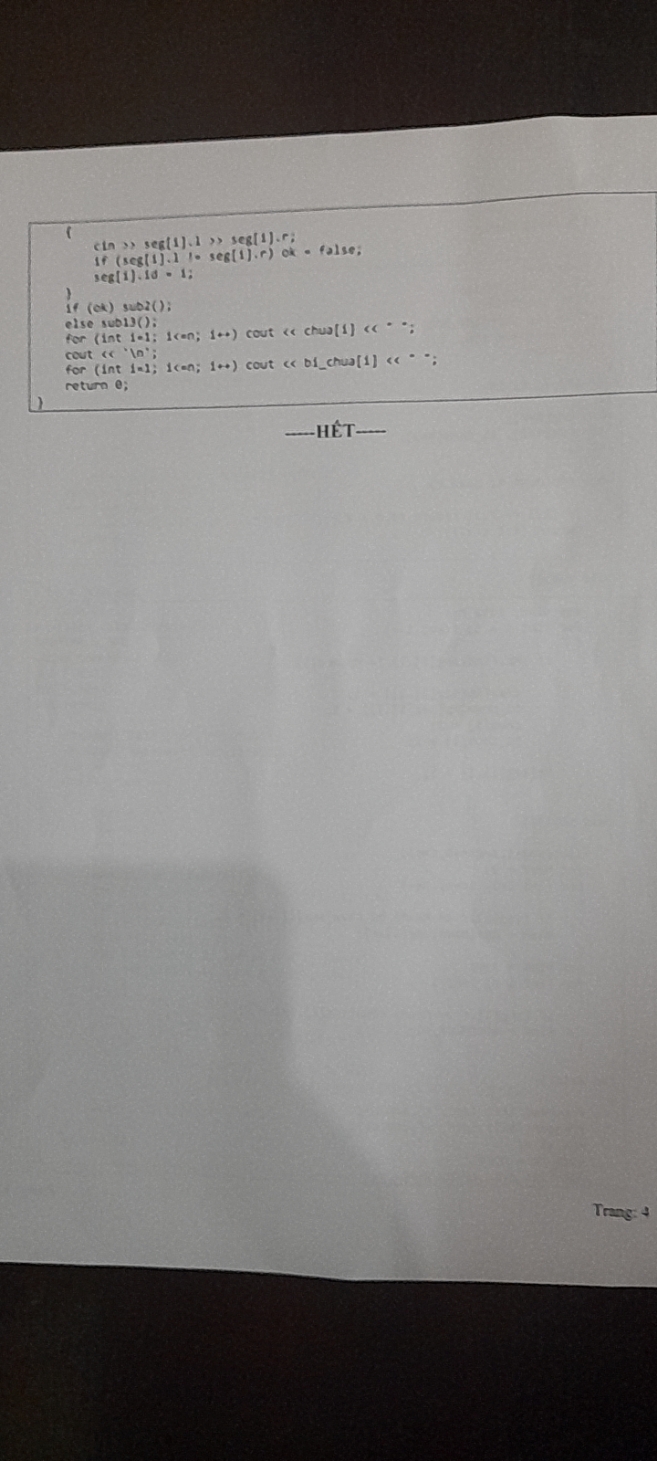 {
cin >> seg[i].l >> seg[i].r;
if (seg[i].l != seg[i].r) ok = false;
seg[i].id = i;
}
if (ok) sub2();
else sub13();
for (int i=1; i<=n; i++) cout << chua[i] << " ";
cout << '\n';
for (int i=1; i<=n; i++) cout << bi_chua[i] << " ";
return 0;
}
-----HẾT-----
Trang: 4